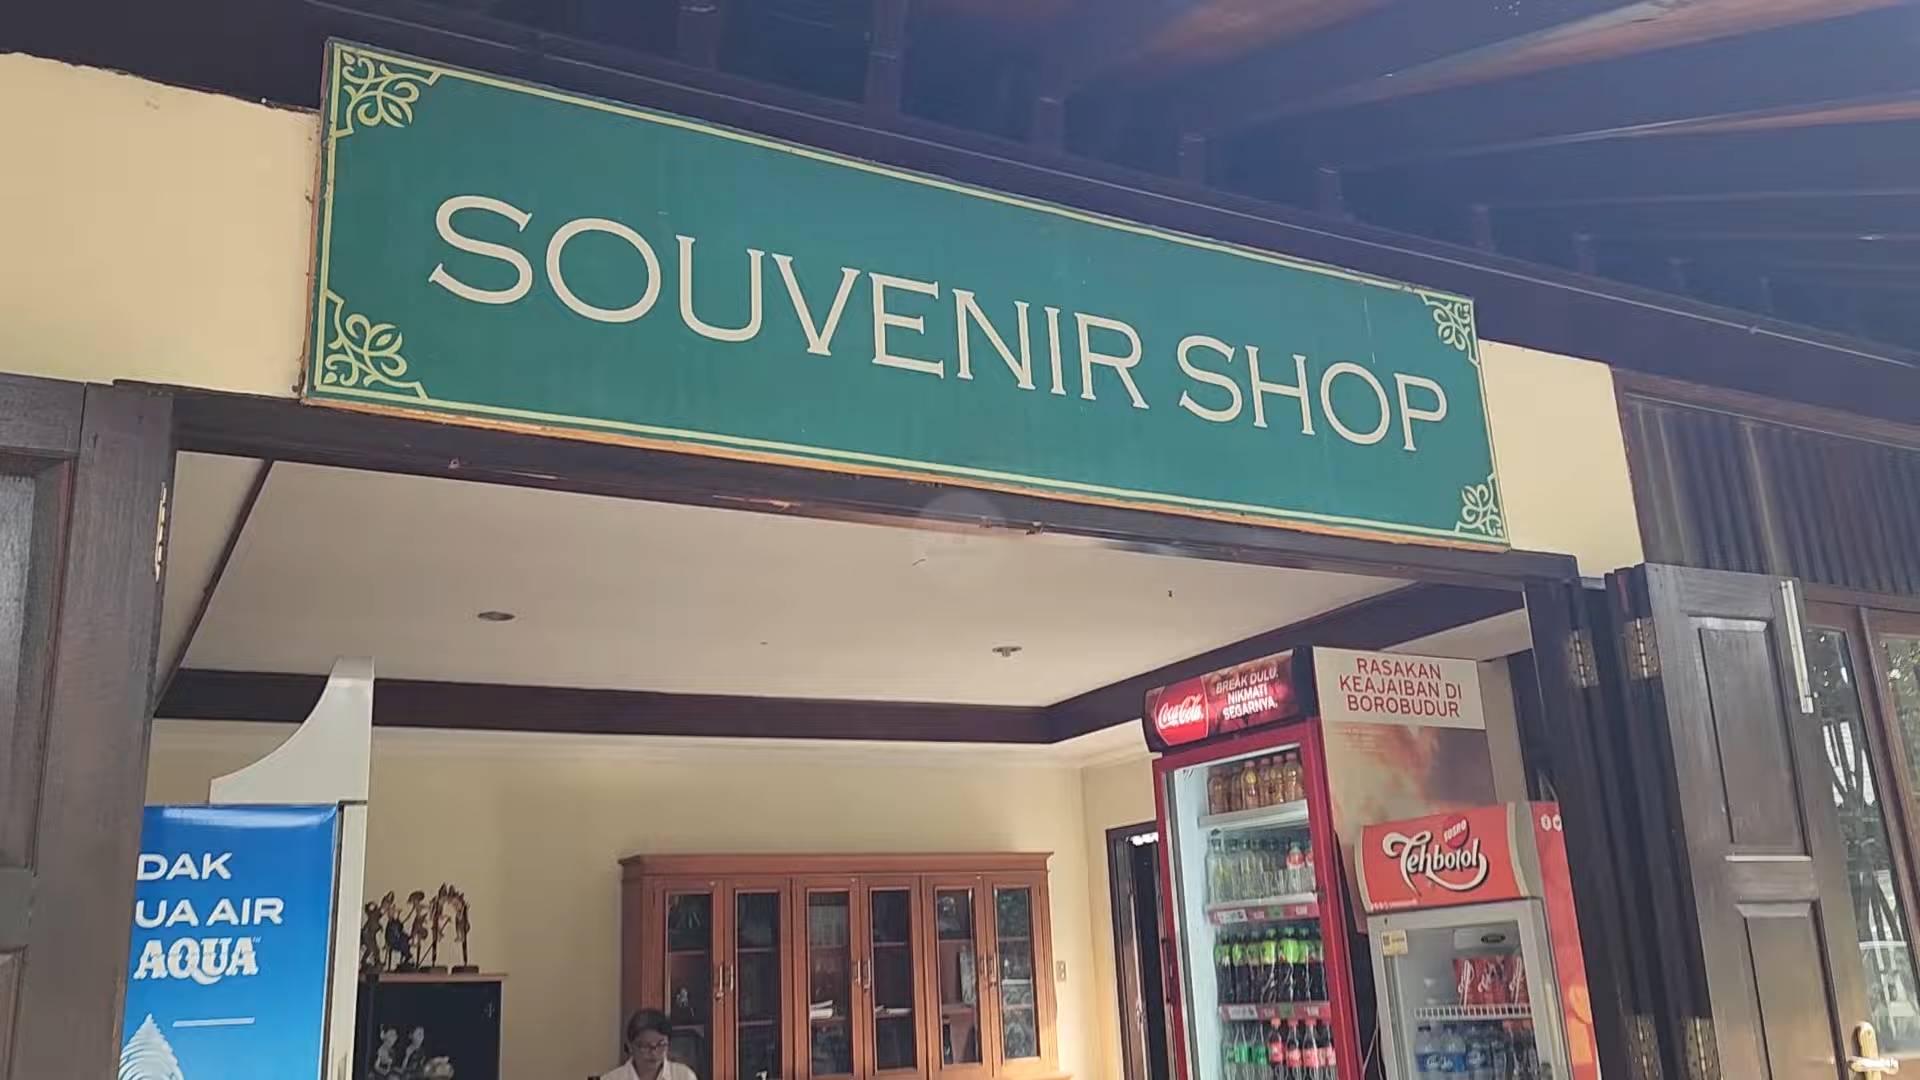 SOUVENIR SHOP
RASAKAN
KEAJAIBAN DI
BOROBUDUR
Coca-Cola
BREAK DULU.
NIKMATI
SEGARNYA.
SOSRO
Tehbotol
DAK
UA AIR
AQUA